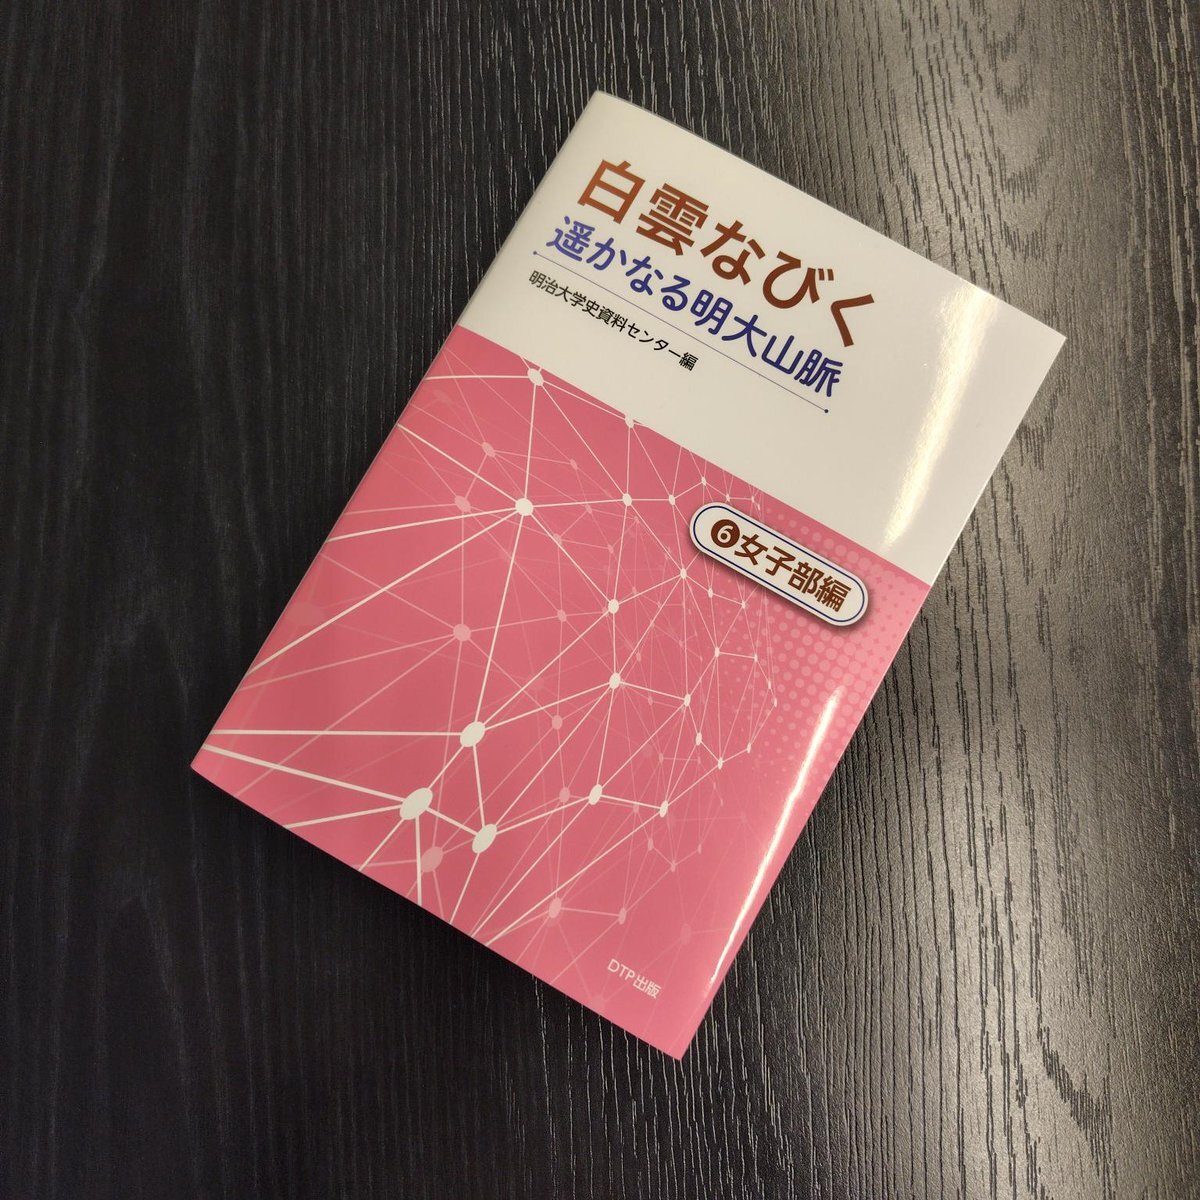 白雲なびく
遥かなる明大山脈
明治大学史資料センター編
❻女子部編
DTP出版